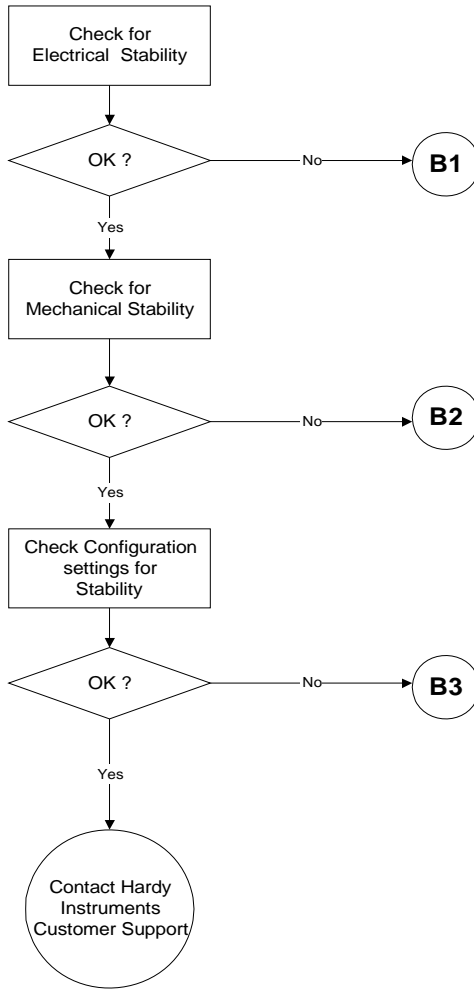 Check for
Electrical Stability
OK ?
No
B1
Yes
Check for
Mechanical Stability
OK ?
No
B2
Yes
Check Configuration
settings for
Stability
OK ?
No
B3
Yes
Contact Hardy
Instruments
Customer Support